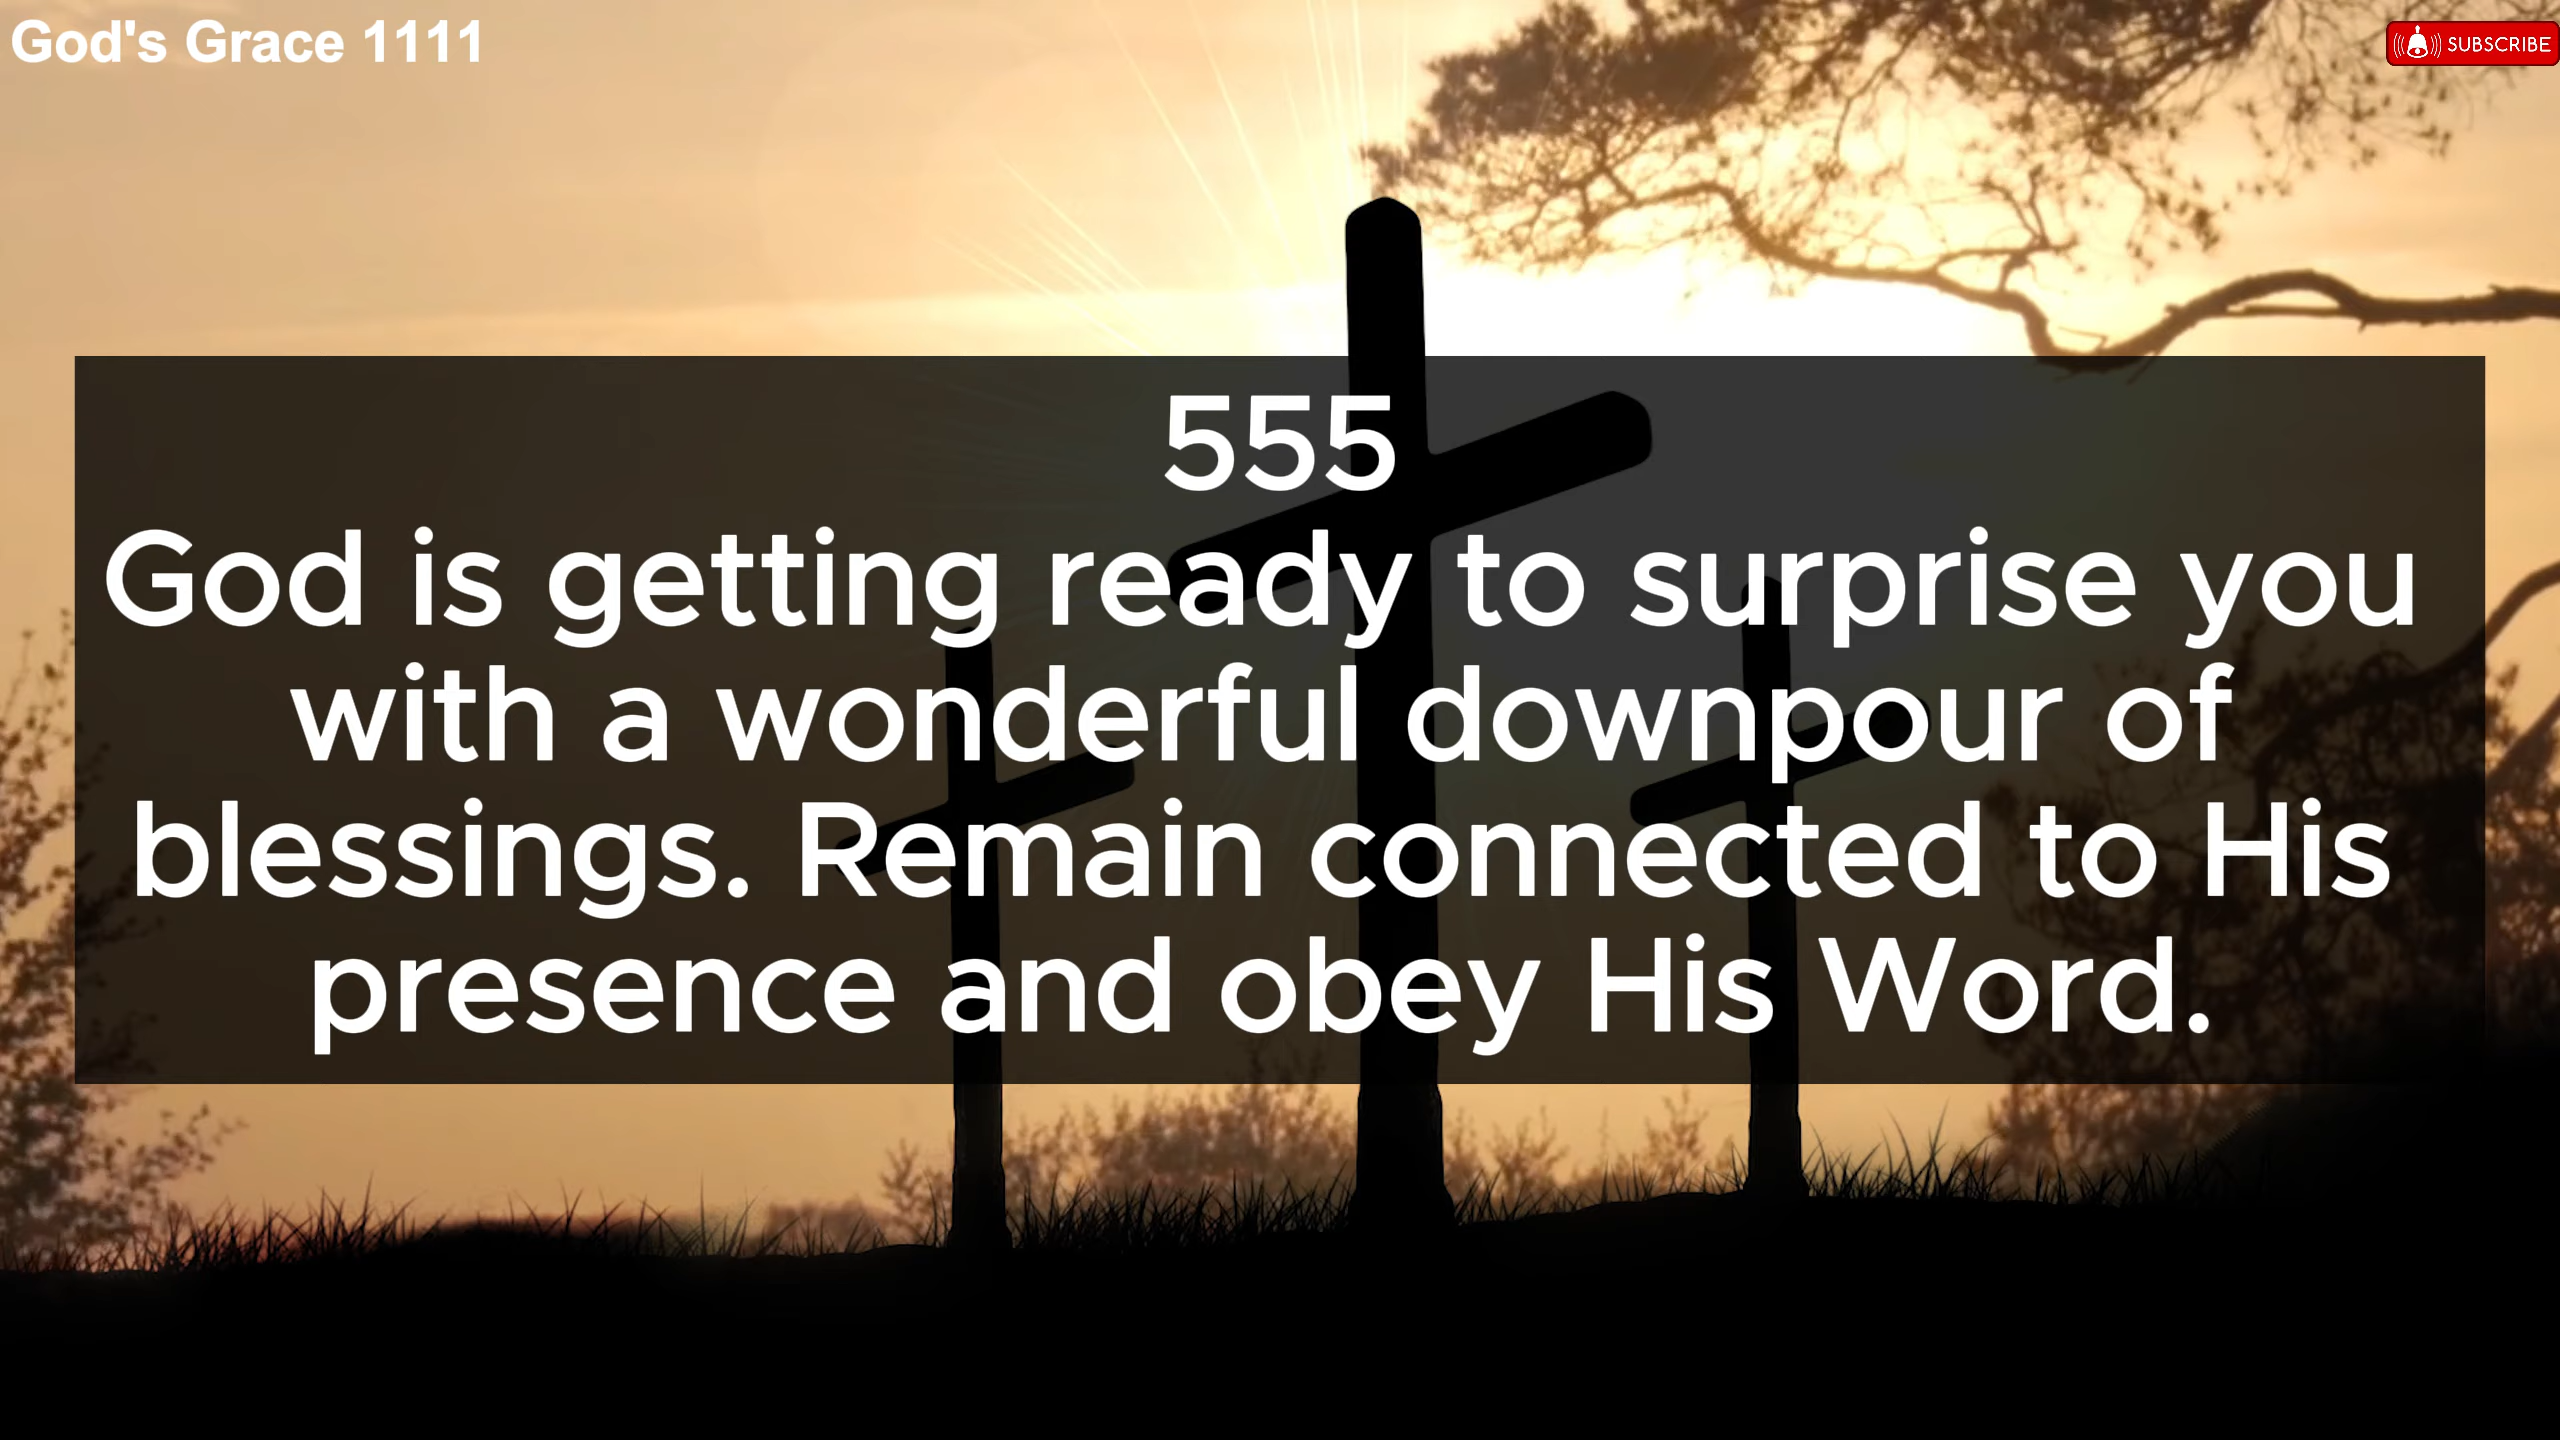 God's Grace 1111
SUBSCRIBE
555
God is getting ready to surprise you
with a wonderful downpour of
blessings. Remain connected to His
presence and obey His Word.